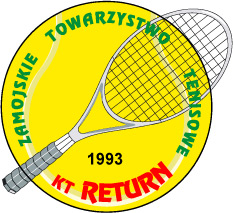 ZAMOJSKIE TOWARZYSTWO TENISOWE
1993
KT RETURN